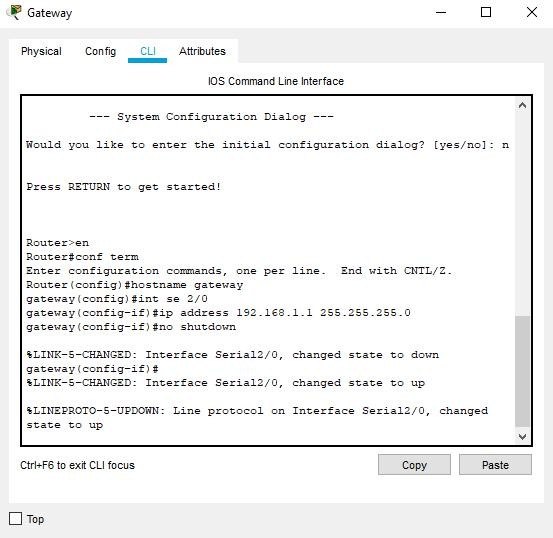 Gateway
Physical Config CLI Attributes
IOS Command Line Interface
--- System Configuration Dialog ---
Would you like to enter the initial configuration dialog? [yes/no]: n
Press RETURN to get started!
Router>en
Router#conf term
Enter configuration commands, one per line.  End with CNTL/Z.
Router(config)#hostname gateway
gateway(config)#int se 2/0
gateway(config-if)#ip address 192.168.1.1 255.255.255.0
gateway(config-if)#no shutdown
%LINK-5-CHANGED: Interface Serial2/0, changed state to down
gateway(config-if)#
%LINK-5-CHANGED: Interface Serial2/0, changed state to up
%LINEPROTO-5-UPDOWN: Line protocol on Interface Serial2/0, changed
state to up
Ctrl+F6 to exit CLI focus
Copy Paste
Top